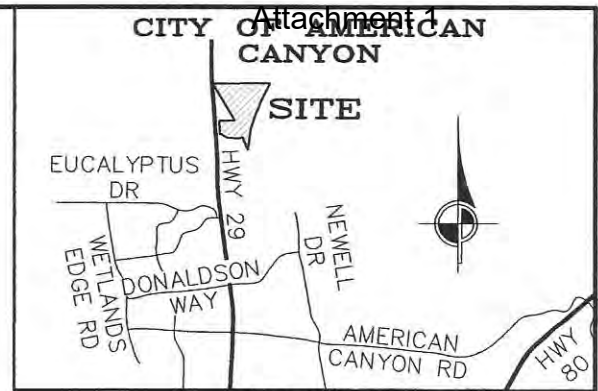 Attachment 1
CITY OF AMERICAN
CANYON
SITE
EUCALYPTUS
DR
HWY 29
NEWELL
DR
WETLANDS
EDGE RD
DONALDSON
WAY
AMERICAN
CANYON RD
HWY
80